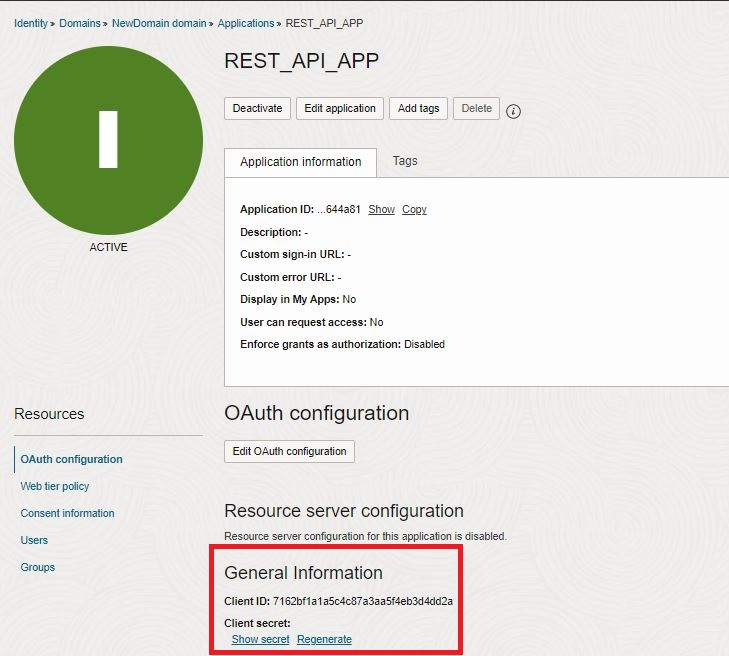 Identity » Domains » NewDomain domain » Applications » REST_API_APP
REST_API_APP
Deactivate Edit application Add tags Delete i
ACTIVE
Application information Tags
Application ID: ...644a81 Show Copy
Description: -
Custom sign-in URL: -
Custom error URL: -
Display in My Apps: No
User can request access: No
Enforce grants as authorization: Disabled
Resources
OAuth configuration
Web tier policy
Consent information
Users
Groups
OAuth configuration
Edit OAuth configuration
Resource server configuration
Resource server configuration for this application is disabled.
General Information
Client ID: 7162bf1a1a5c4c87a3aa5f4eb3d4dd2a
Client secret:
Show secret Regenerate